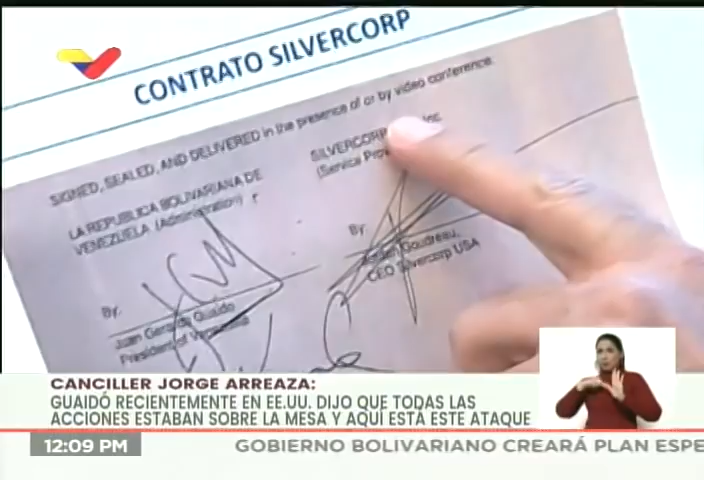 CONTRATO SILVERCORP
SIGNED, SEALED, AND DELIVERED in the presence of or by video conference.
LA REPUBLICA BOLIVARIANA DE
VENEZUELA (Administration)
SILVERCORP Inc
(Service
By:
Juan Gerardo Guaido
President of Venezuela
By:
Jordan Goudreau,
CEO Silvercorp USA
CANCILLER JORGE ARREAZA:
GUAIDÓ RECIENTEMENTE EN EE.UU. DIJO QUE TODAS LAS
ACCIONES ESTABAN SOBRE LA MESA Y AQUÍ ESTÁ ESTE ATAQUE
12:09 PM GOBIERNO BOLIVARIANO CREARÁ PLAN ESPE